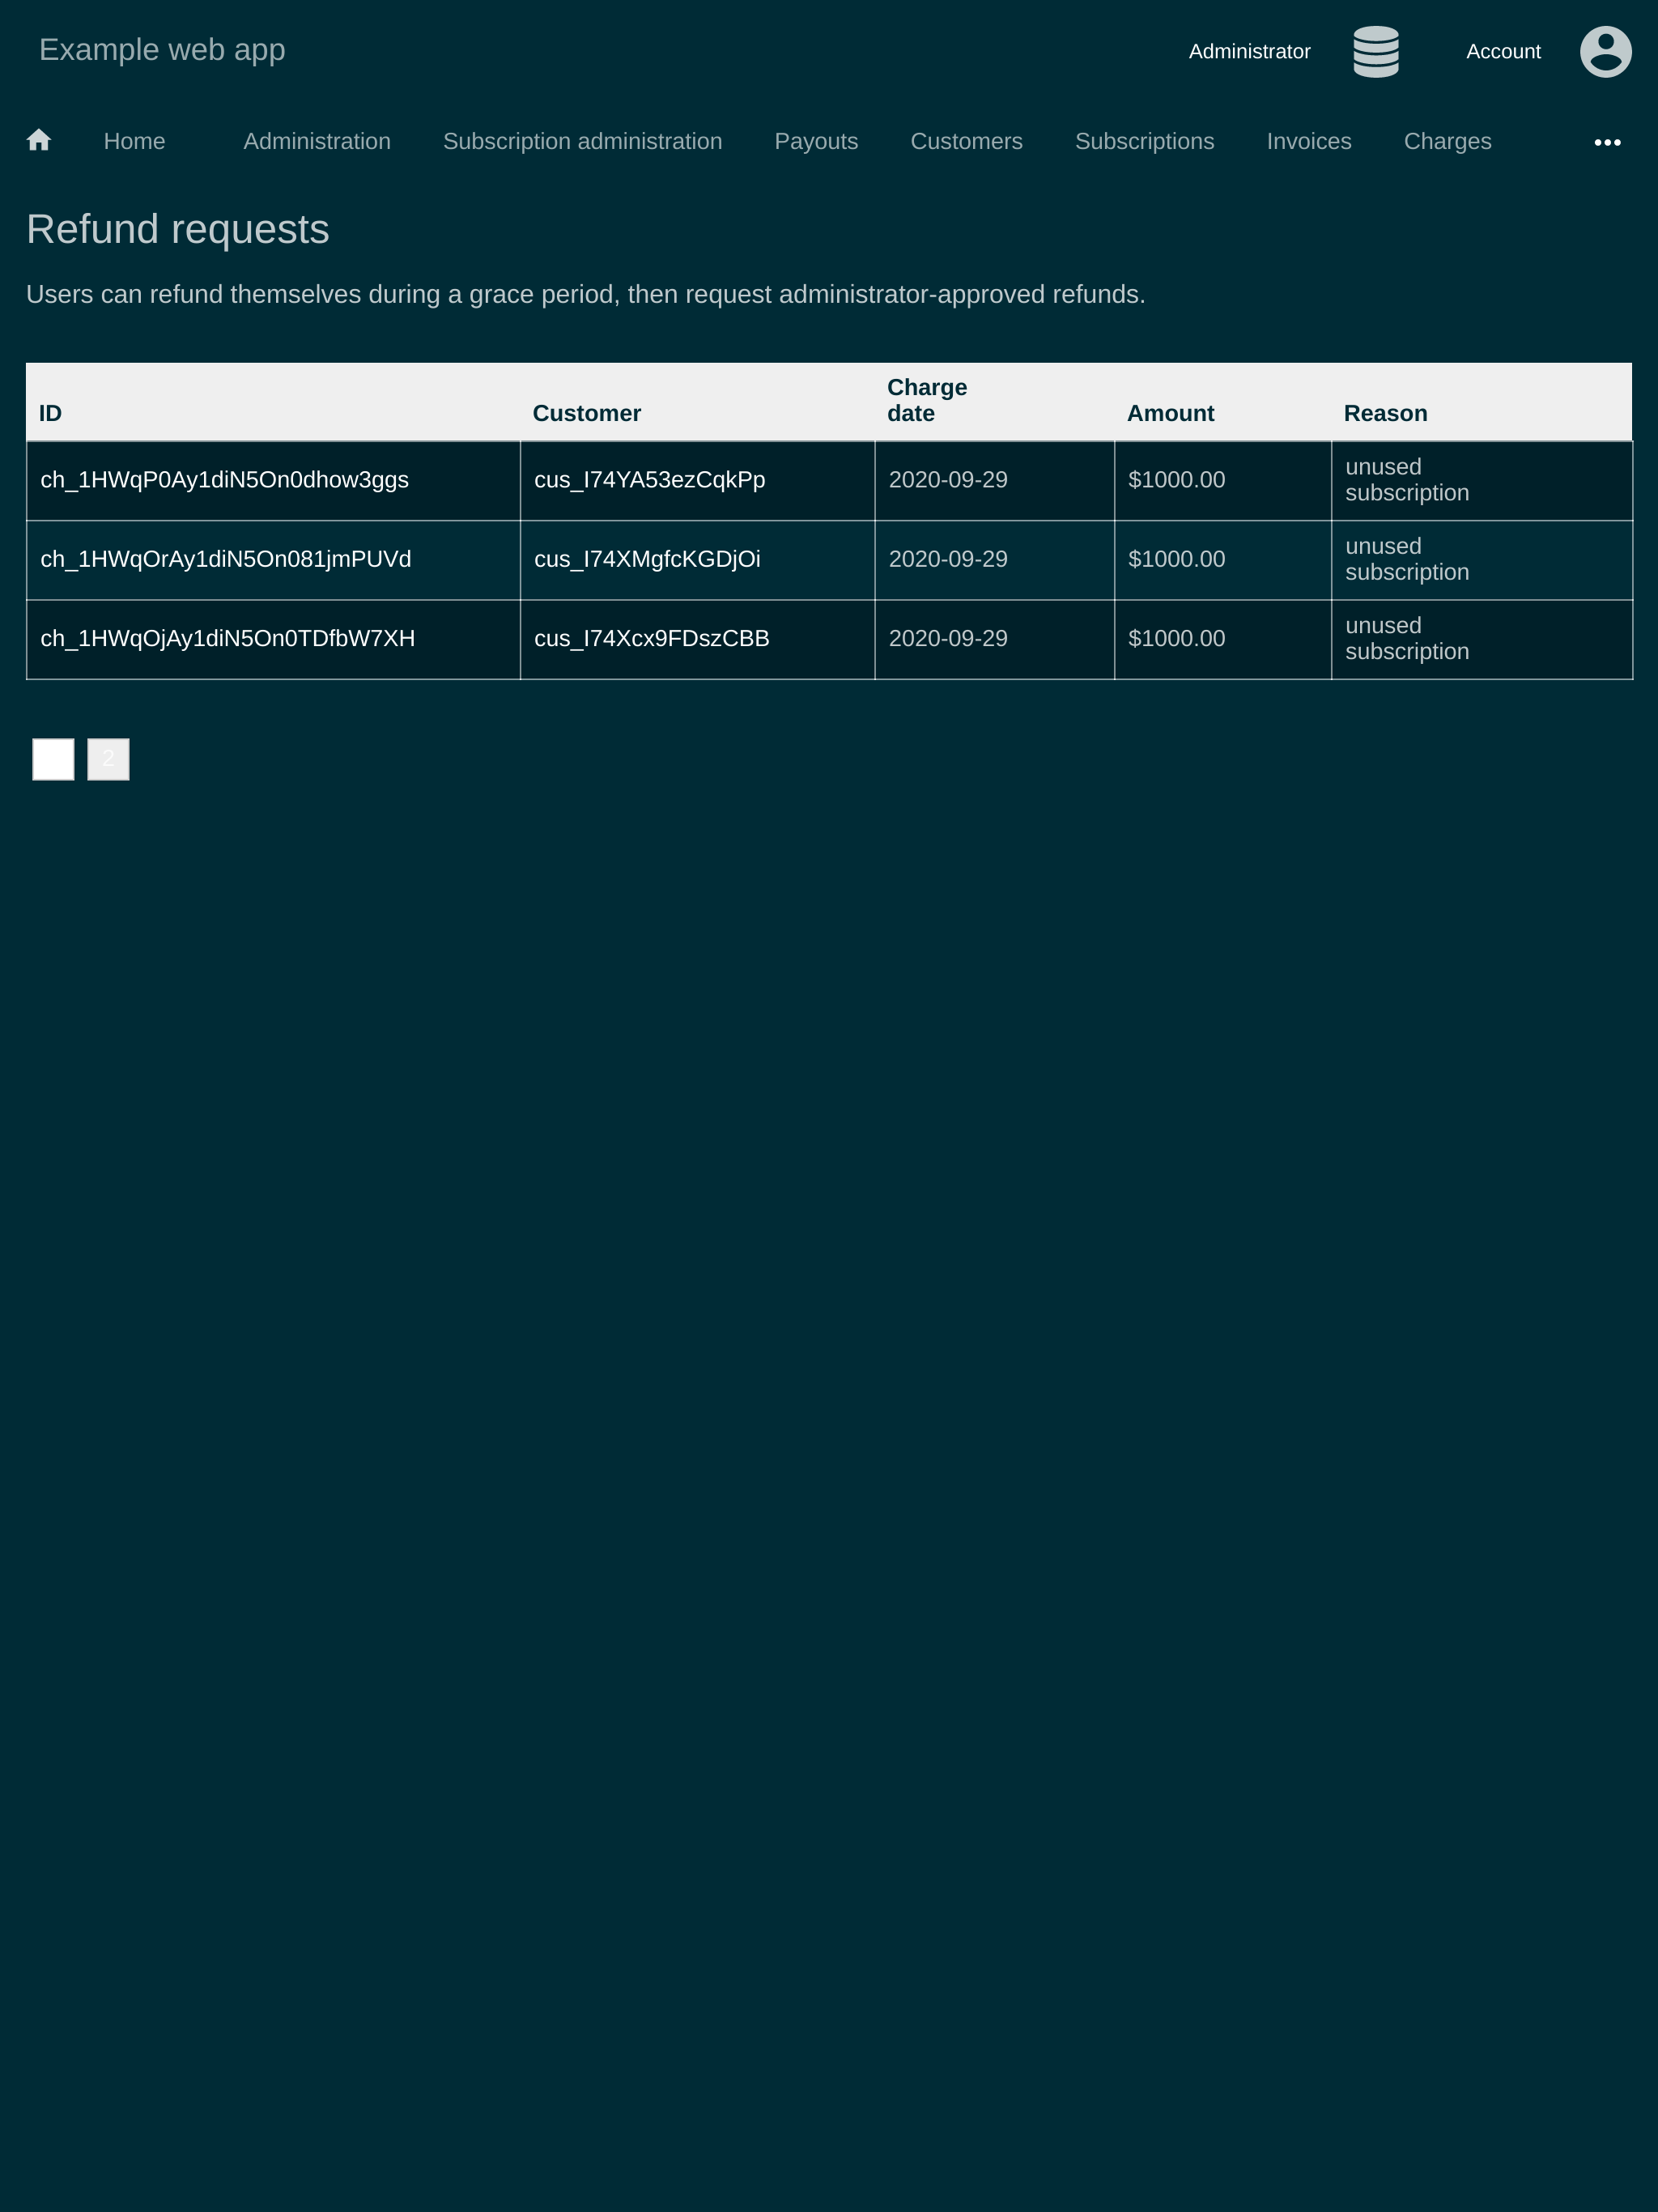 Example web app
Administrator
Account
Home
Administration
Subscription administration
Payouts
Customers
Subscriptions
Invoices
Charges
Refund requests
Users can refund themselves during a grace period, then request administrator-approved refunds.
ID
Customer
Charge
date
Amount
Reason
ch_1HWqP0Ay1diN5On0dhow3ggs
cus_I74YA53ezCqkPp
2020-09-29
$1000.00
unused
subscription
ch_1HWqOrAy1diN5On081jmPUVd
cus_I74XMgfcKGDjOi
2020-09-29
$1000.00
unused
subscription
ch_1HWqOjAy1diN5On0TDfbW7XH
cus_I74Xcx9FDszCBB
2020-09-29
$1000.00
unused
subscription
2